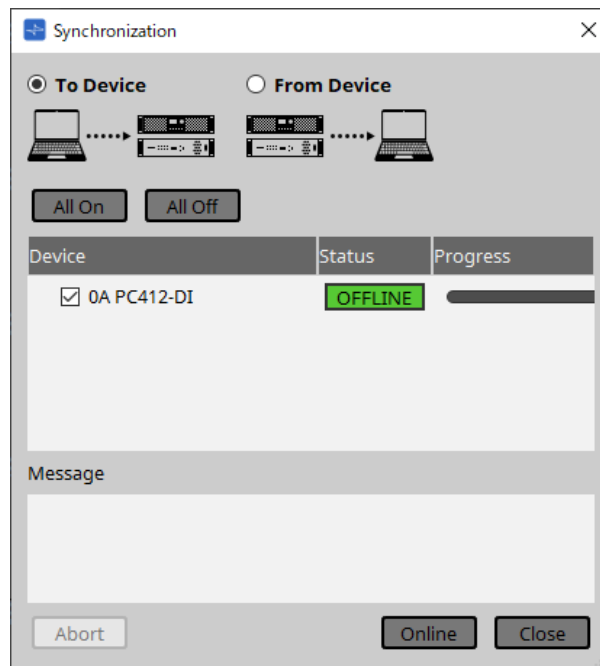 Synchronization
To Device From Device
All On All Off
Device Status Progress
0A PC412-DI OFFLINE
Message
Abort Online Close